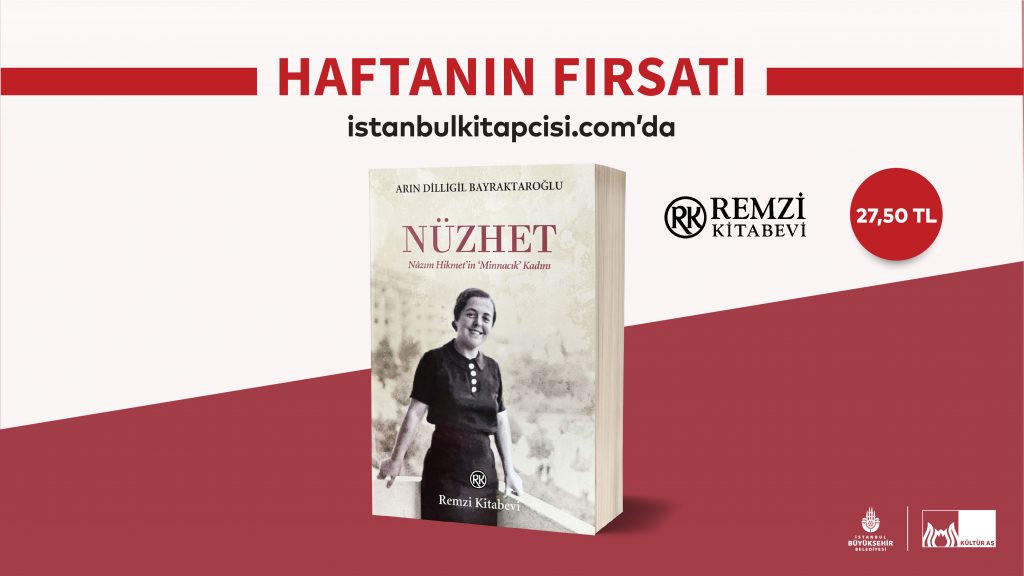 HAFTANIN FIRSATI
istanbulkitapcisi.com'da
ARIN DİLLİGİL BAYRAKTAROĞLU
NÜZHET
Nâzım Hikmet'in 'Minnacık' Kadını
RK
Remzi Kitabevi
RK REMZİ
KİTABEVİ
27,50 TL
İSTANBUL
BÜYÜKŞEHİR
BELEDİYESİ
KÜLTÜR AŞ